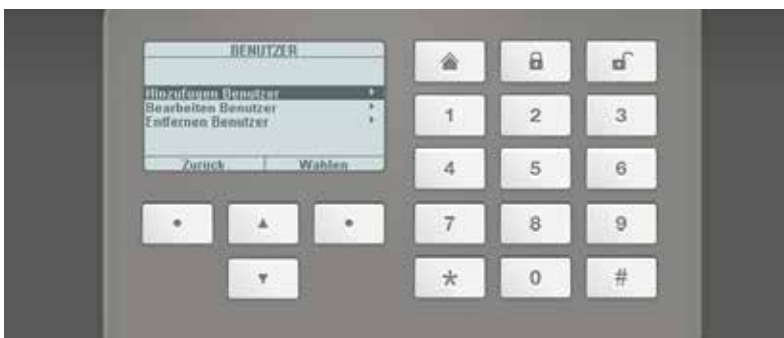 BENUTZER
Hinzufugen Benutzer
Bearbeiten Benutzer
Entfernen Benutzer
Zuruck Wahlen
1 2 3
4 5 6
7 8 9
* 0 #